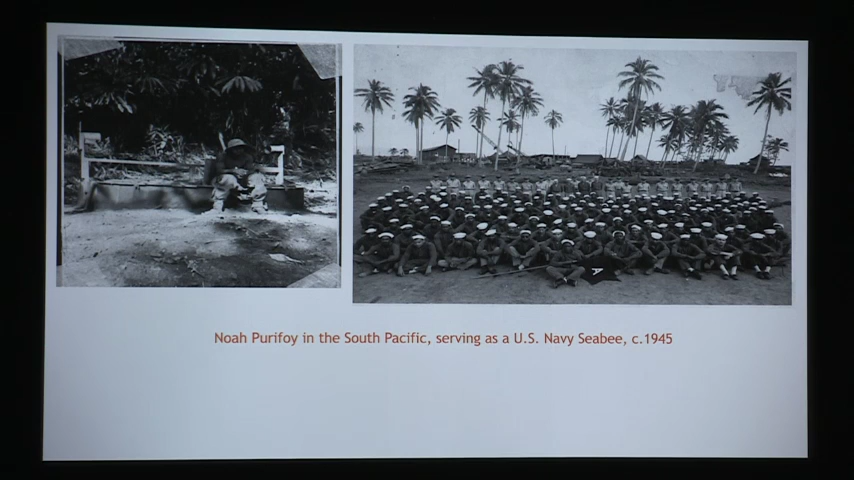 A
Noah Purifoy in the South Pacific, serving as a U.S. Navy Seabee, c.1945